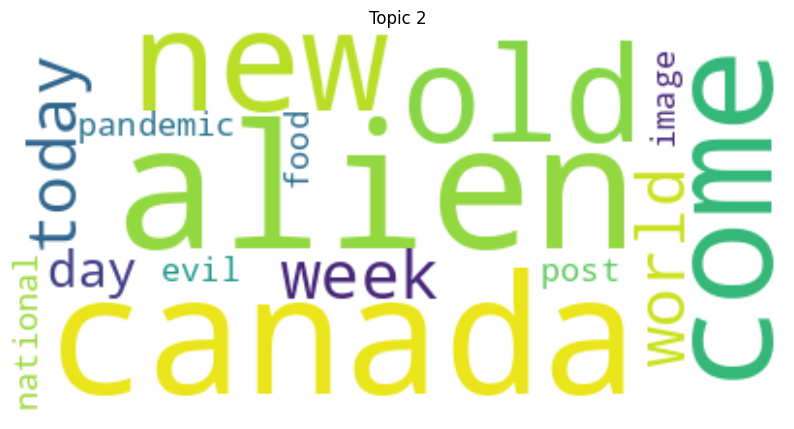 Topic 2
new
old
come
today
pandemic
food
image
alien
world
day
evil
week
post
national
canada